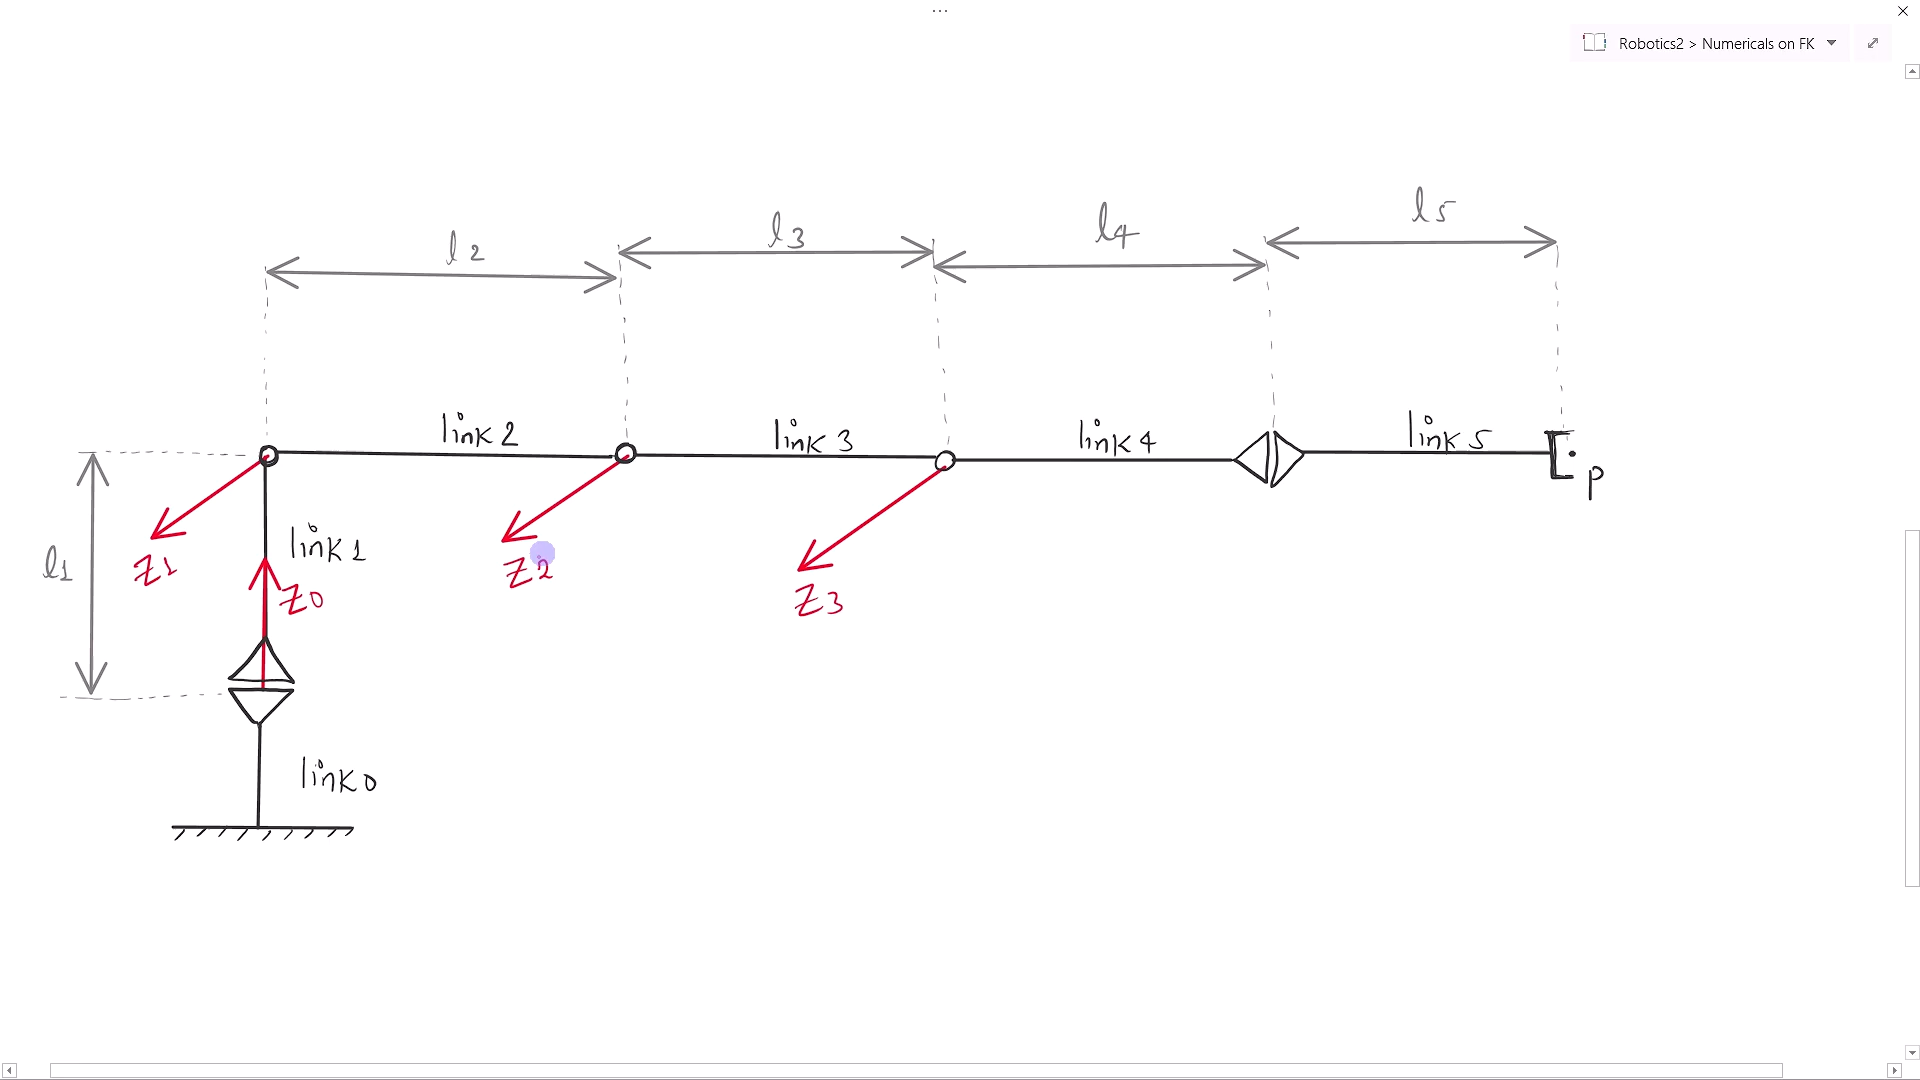 ...
Robotics2 > Numericals on FK
l5
l4
l3
l2
link 2
link 3
link 4
link 5
P
l1
z1
link 1
z0
z2
z3
link 0